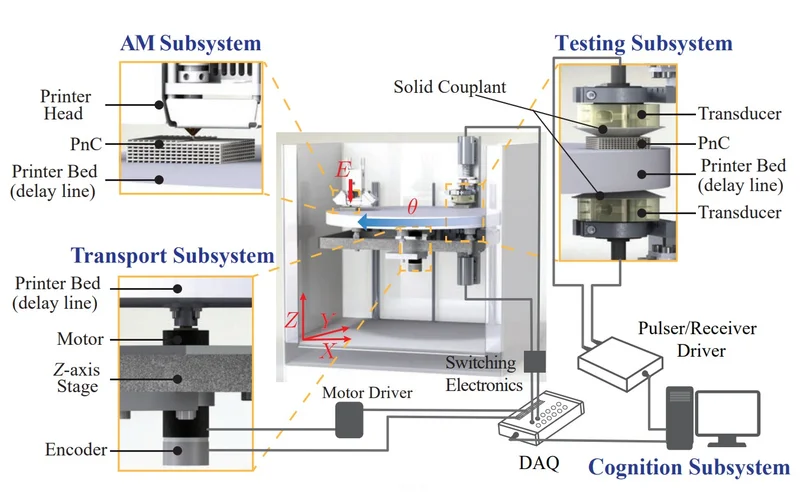 AM Subsystem
Printer
Head
PnC
Printer Bed
(delay line)
Testing Subsystem
Solid Couplant
Transducer
PnC
Printer Bed
(delay line)
Transducer
E
θ
Z
Y
X
Transport Subsystem
Printer Bed
(delay line)
Motor
Z-axis
Stage
Encoder
Motor Driver
Switching
Electronics
DAQ
Pulser/Receiver
Driver
Cognition Subsystem